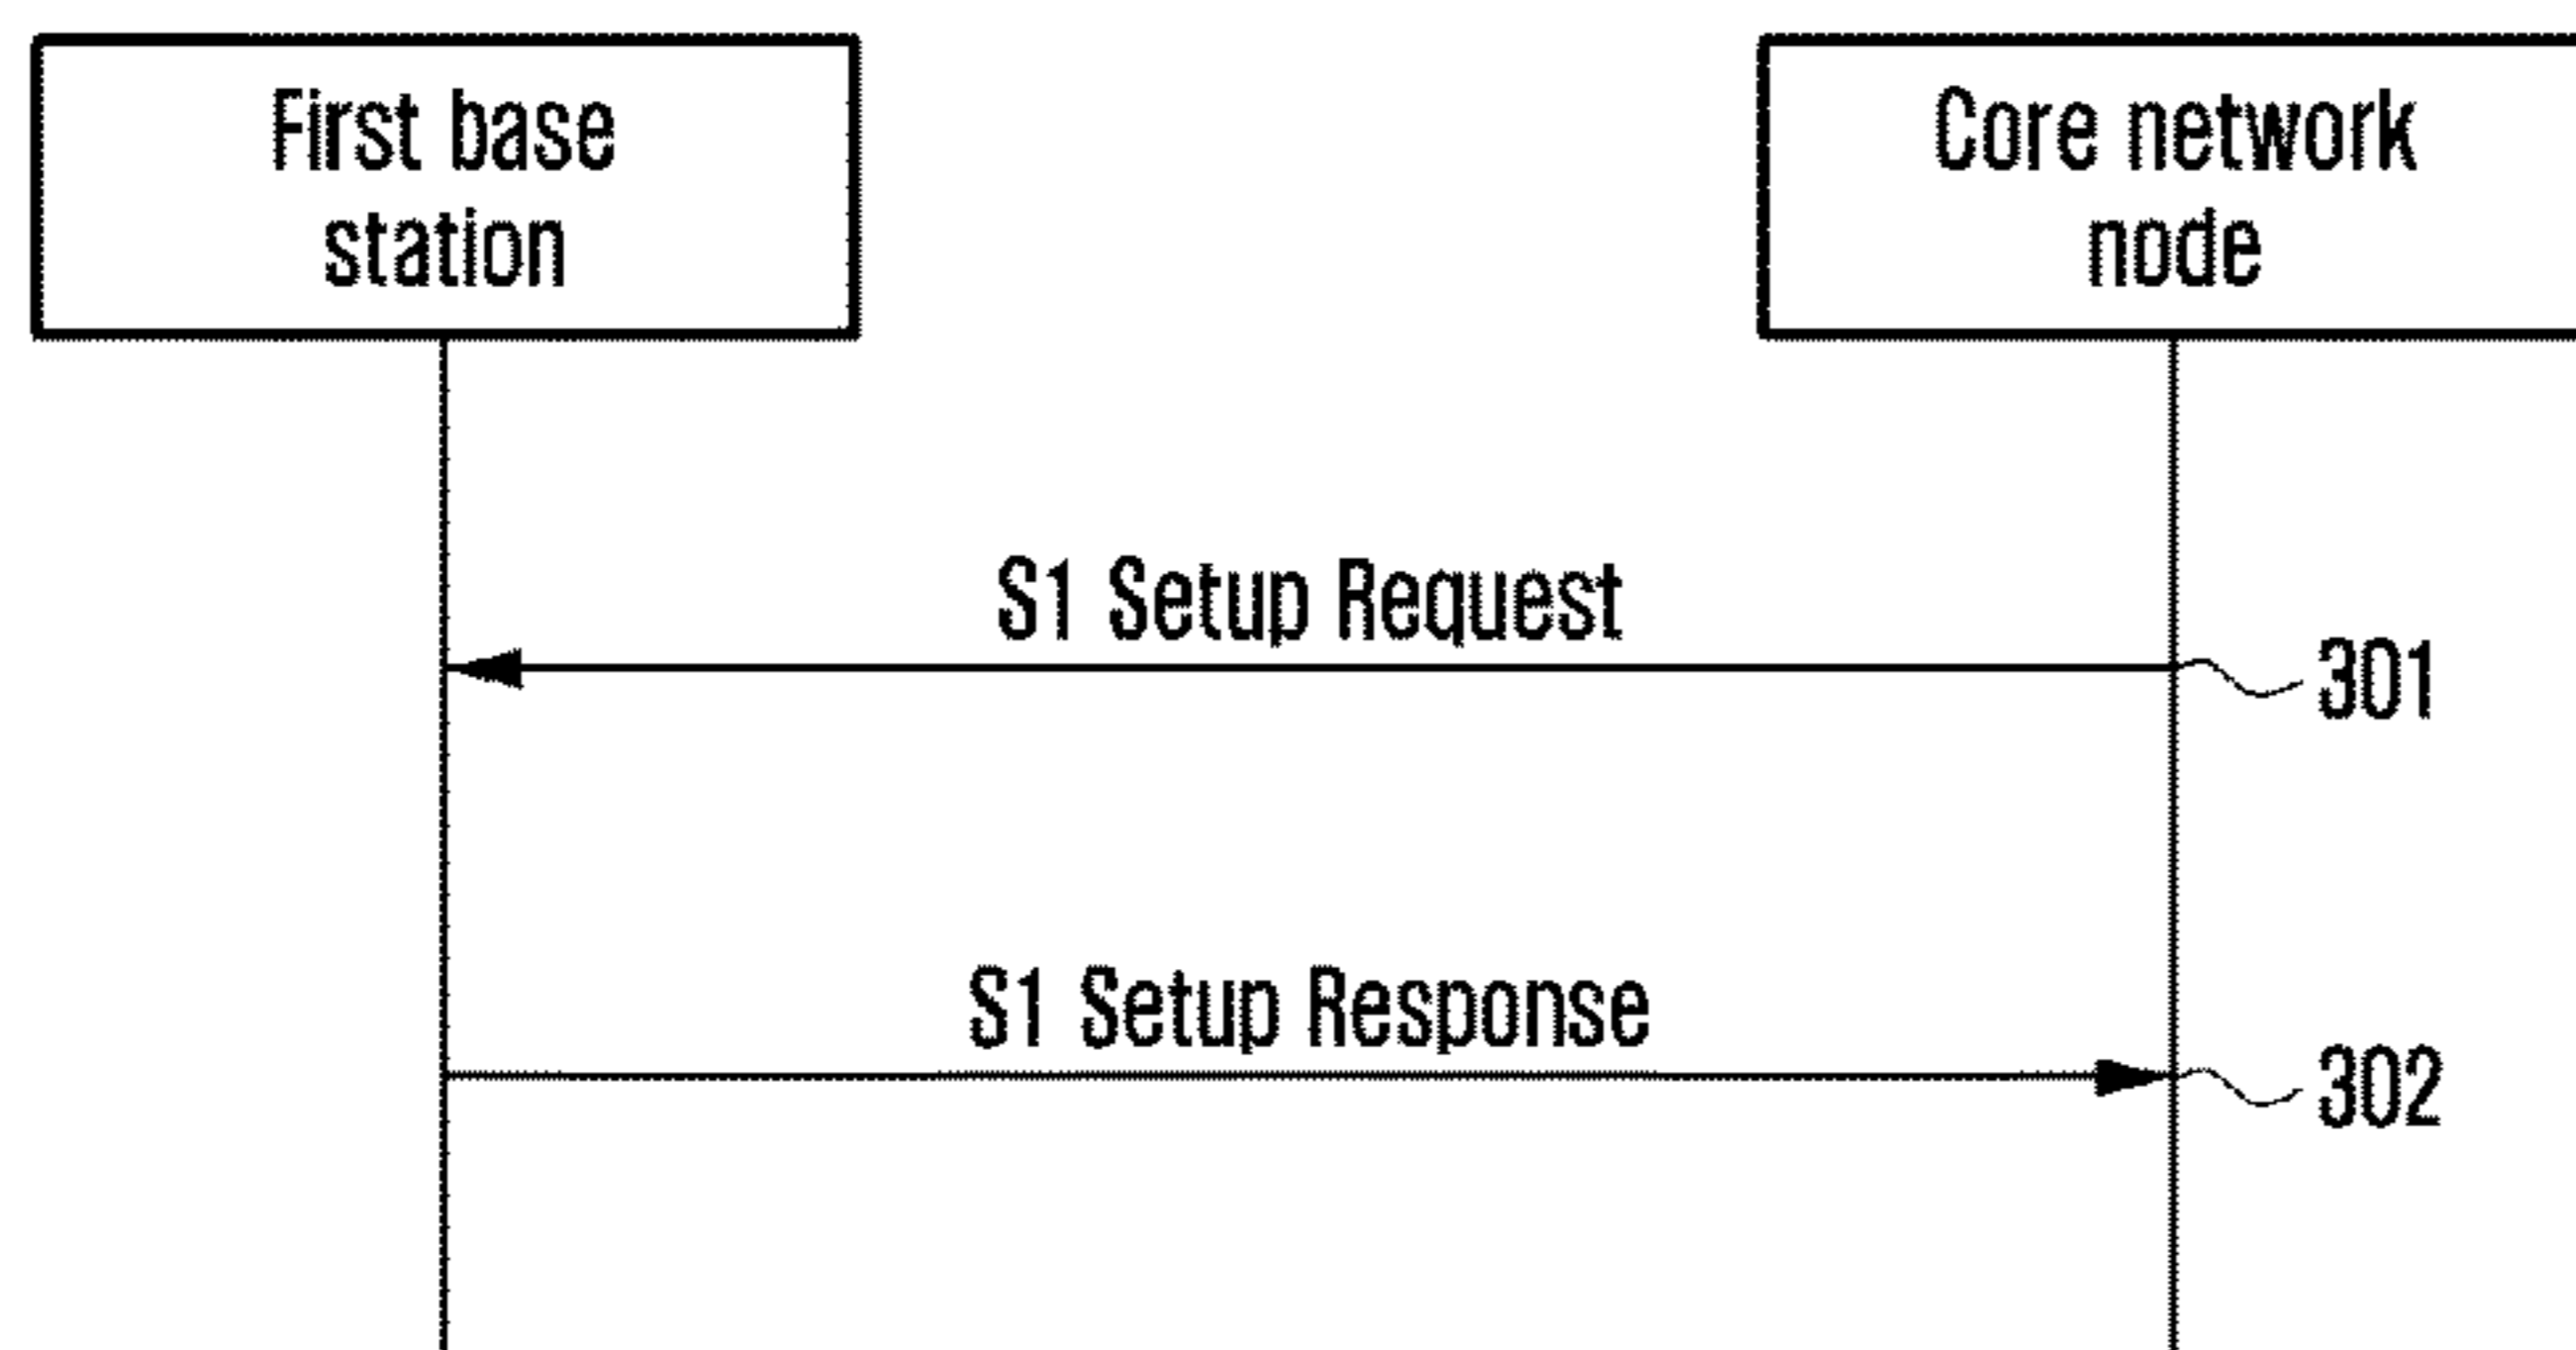 First base
station
Core network
node
S1 Setup Request
301
S1 Setup Response
302